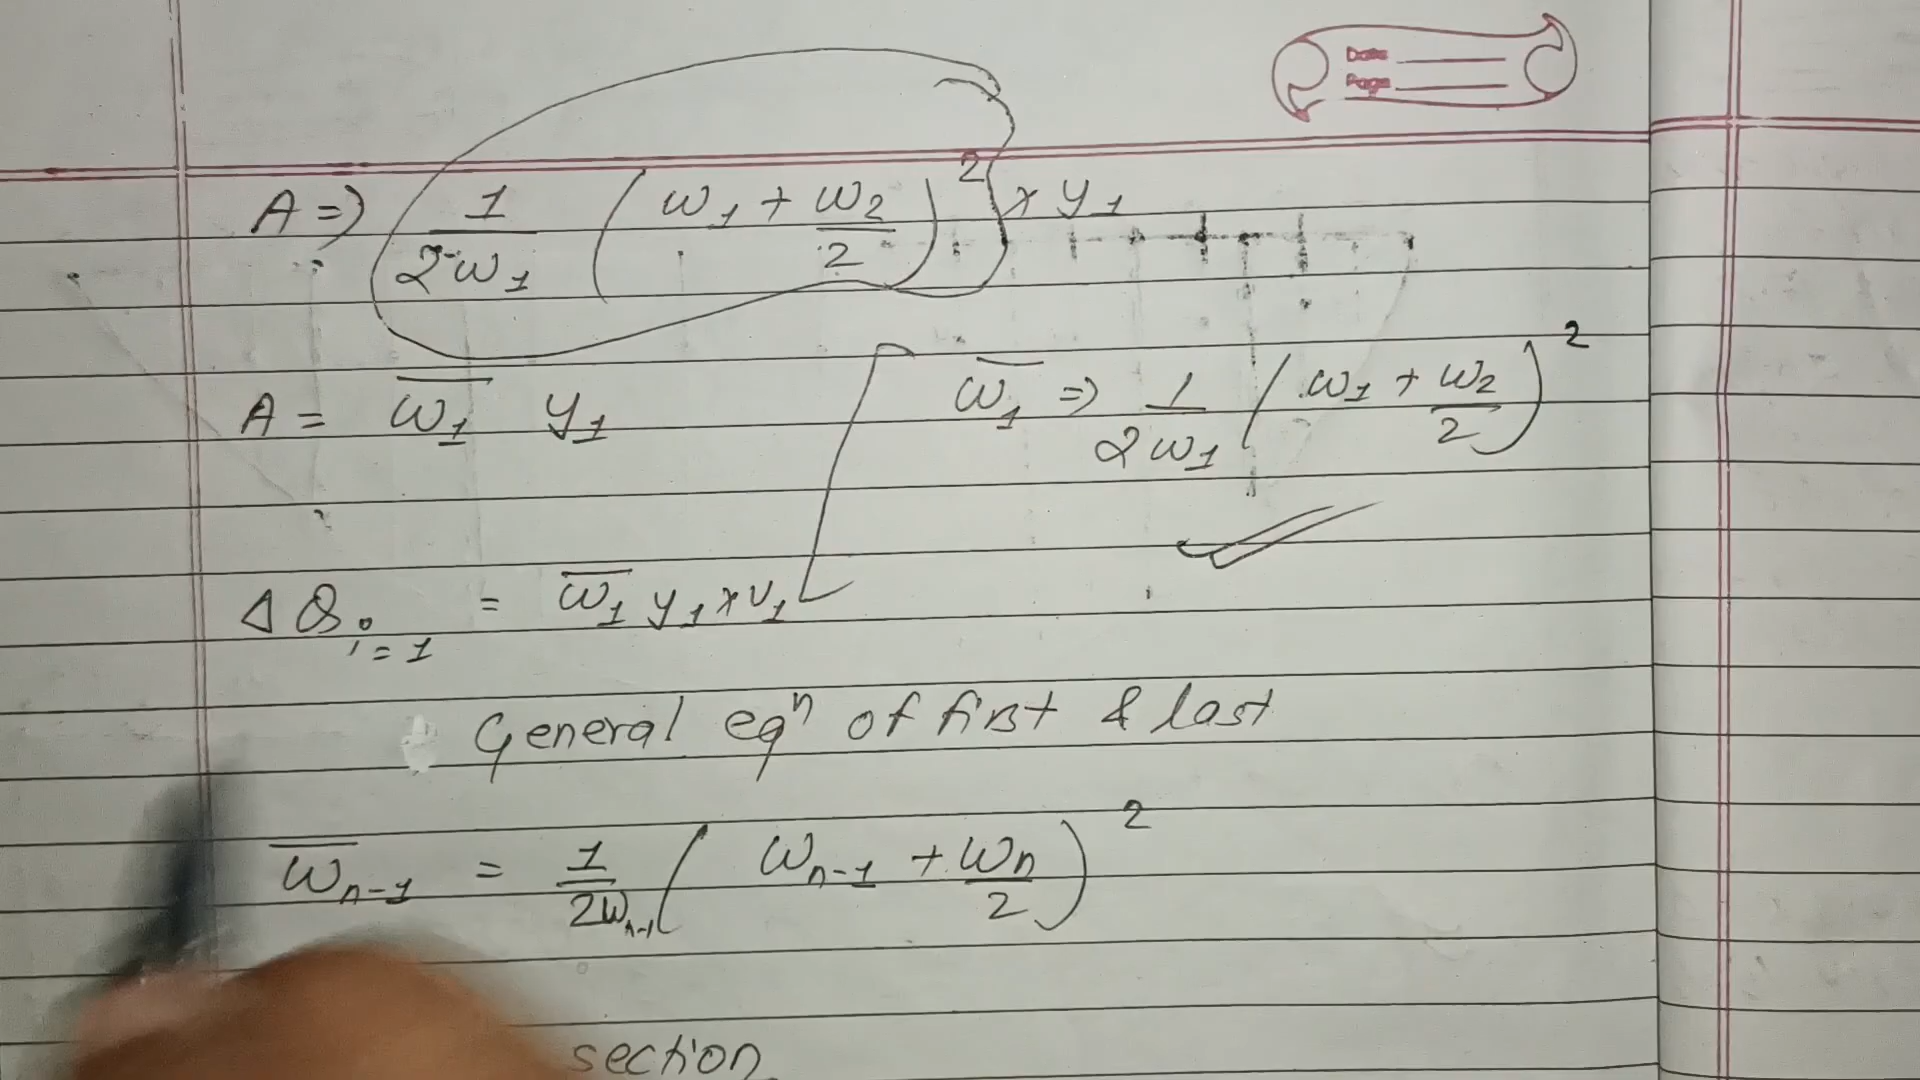 Date
Page
A ⇒ 1/2w₁ (w₁ + w₂/2)² × y₁
A = w̅₁ y₁
w̅₁ ⇒ 1/2w₁ (w₁ + w₂/2)²
ΔQᵢ₌₁ = w̅₁ y₁ × v₁
General eqⁿ of first & last
w̅ₙ₋₁ = 1/2wₙ₋₁ (wₙ₋₁ + wₙ/2)²
section